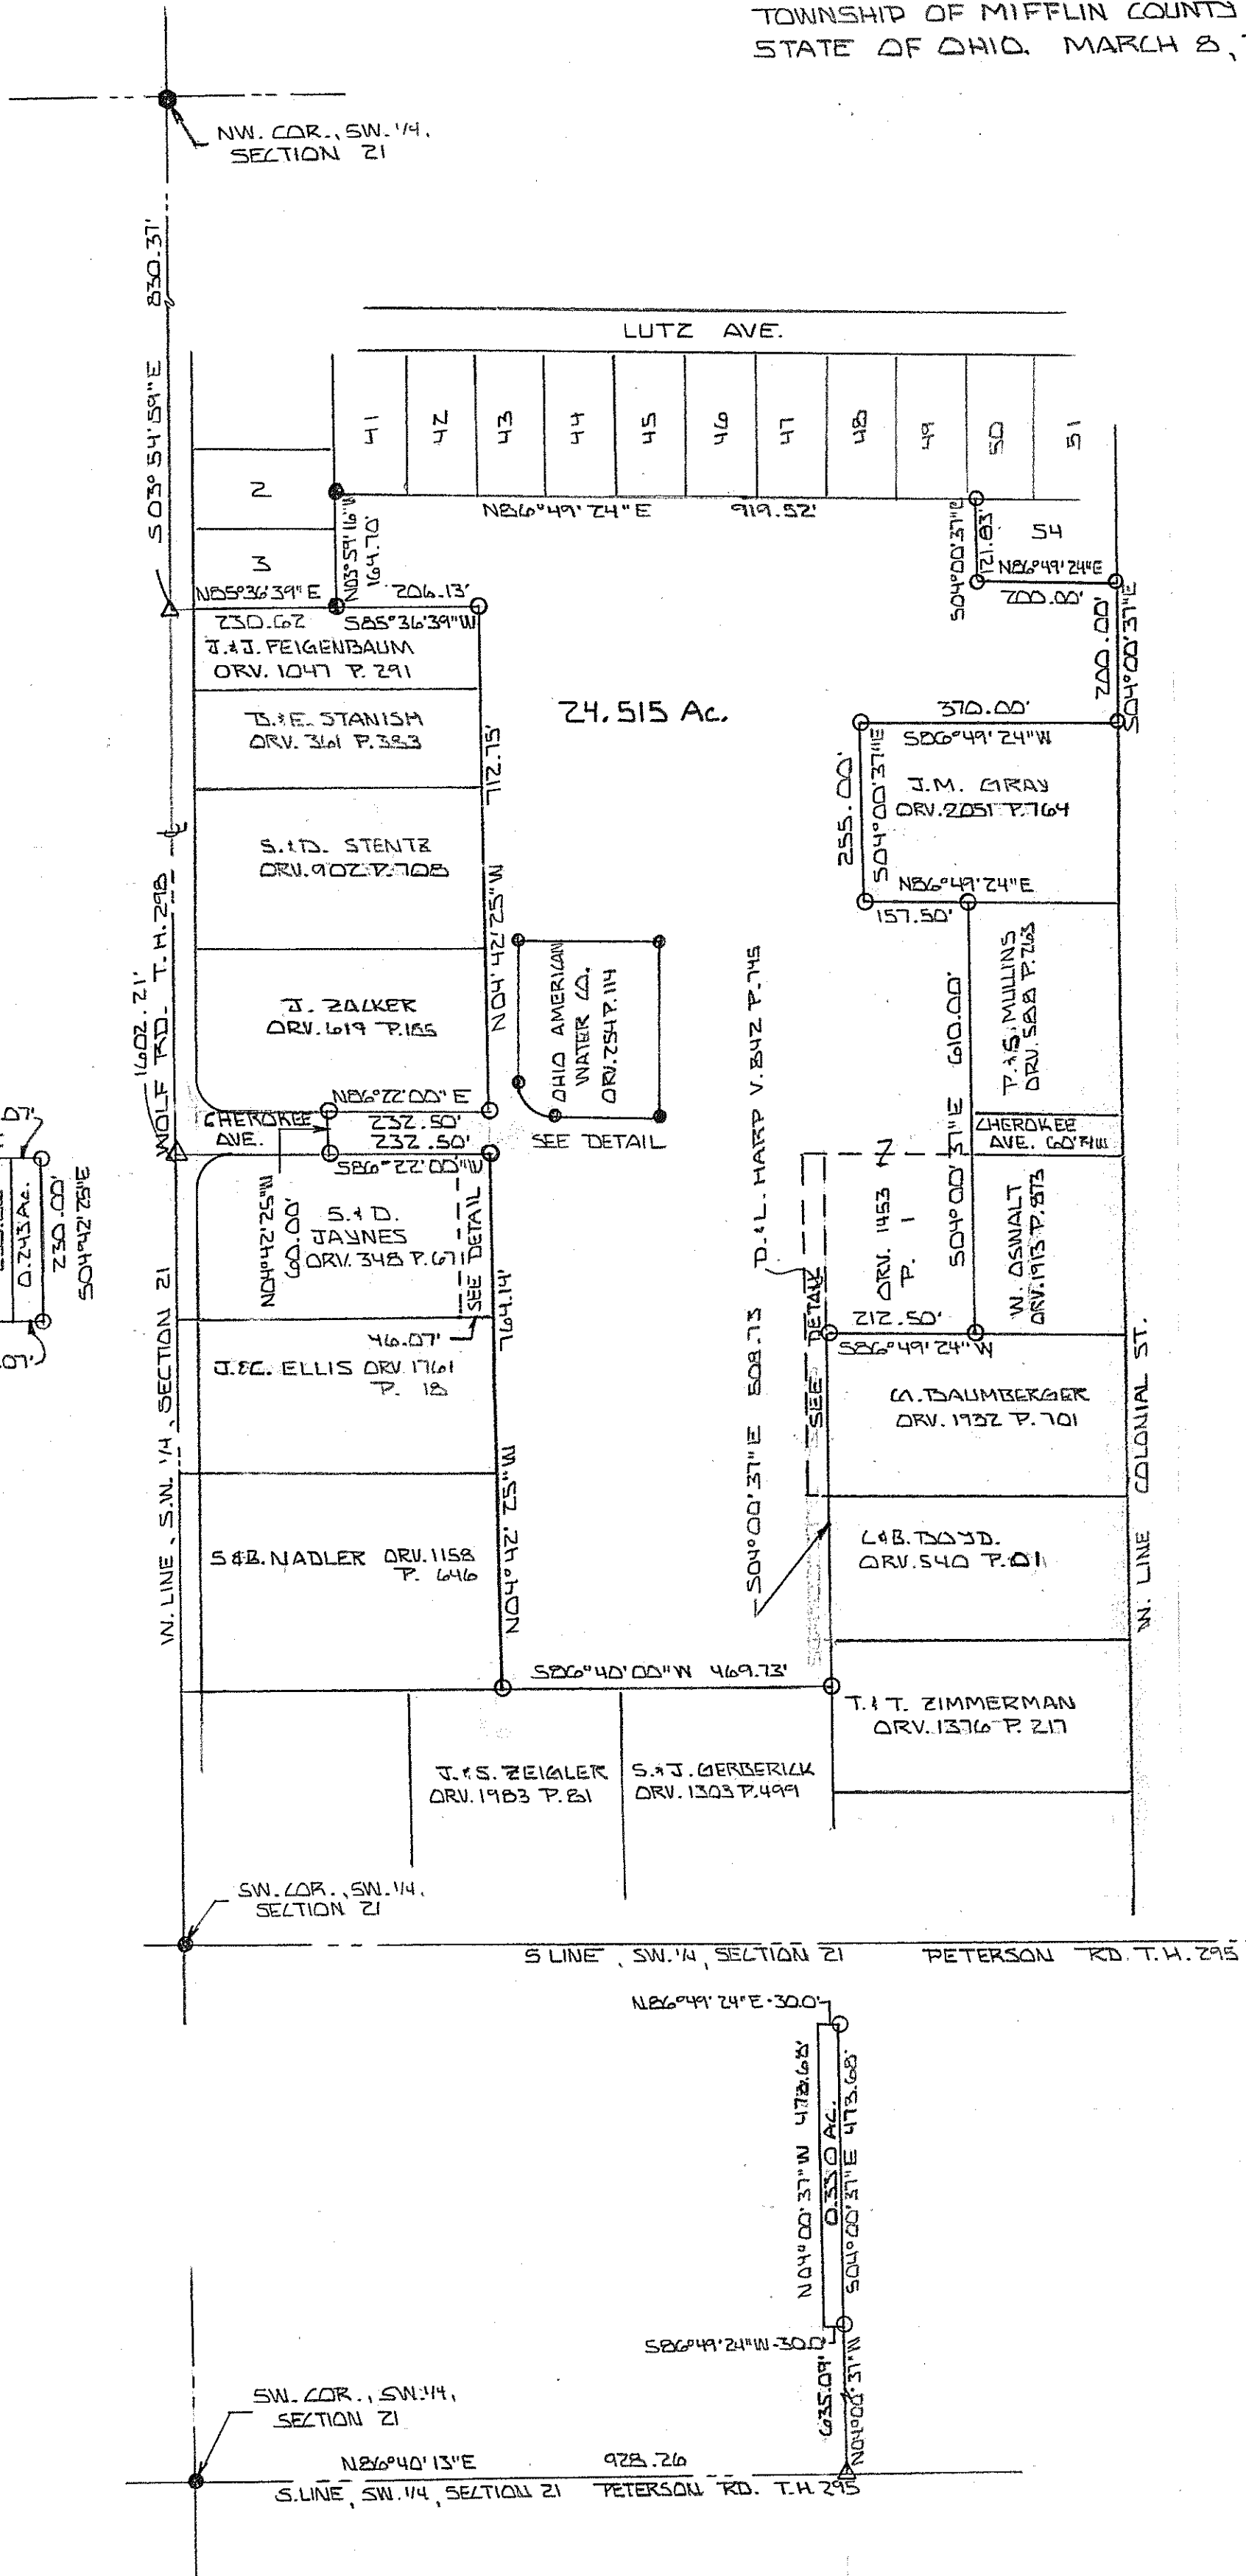 TOWNSHIP OF MIFFLIN COUNTY
STATE OF OHIO. MARCH 8,
NW. COR., SW. 1/4,
SECTION 21
S03°54'59"E 830.37'
LUTZ AVE.
41
42
43
44
45
46
47
48
49
50
51
2
3
N86°49'24"E 919.52'
N03°59'16"W
164.70'
S04°00'37"E
121.83'
54
N86°49'24"E
200.00'
N85°36'39"E
230.62
206.13'
S85°36'39"W
200.00'
S04°00'37"E
J.&J. FEIGENBAUM
ORV. 1047 P. 291
D.&E. STANISH
ORV. 361 P.383
24.515 Ac.
712.75'
N04°42'25"W
370.00'
S86°49'24"W
255.00'
S04°00'37"E
J.M. GRAY
ORV.2051 P.764
S.&D. STENTZ
ORV.902 P.708
N86°49'24"E
157.50'
WOLF RD. T.H.298
1602.21'
J. ZALKER
ORV.619 P.185
OHIO AMERICAN
WATER CO.
ORV.254 P.114
SEE DETAIL
D.&L. HARP V.842 P.745
S04°00'37"E 610.00'
P.&S. MULLINS
ORV. 588 P.263
N86°22'00"E
232.50'
CHEROKEE
AVE.
232.50'
S86°22'00"W
CHEROKEE
AVE. 60' R/W
N04°42'25"W
60.00'
S.&D.
JAYNES
ORV. 348 P.671
SEE DETAIL
ORV. 1453
P. 1
W. OSWALT
ORV.1913 P.873
0.243 Ac.
230.00'
S04°42'25"E
46.07'
764.14'
J.&C. ELLIS ORV.1761
P. 18
SEE DETAIL
212.50'
S86°49'24"W
W. LINE, S.W. 1/4, SECTION 21
G. BAUMBERGER
ORV. 1932 P. 701
S04°00'37"E 508.73
N04°42'25"W
S&B. NADLER ORV.1158
P. 646
L&B. BOYD.
ORV.540 P.01
W. LINE COLONIAL ST.
S86°40'00"W 469.73'
T.&T. ZIMMERMAN
ORV.1376 P. 217
J.&S. ZEIGLER
ORV.1983 P.81
S.&J. GERBERICK
ORV.1303 P.499
SW. COR., SW. 1/4,
SECTION 21
S LINE, SW. 1/4, SECTION 21 PETERSON RD. T.H. 295
N86°49'24"E-30.0'
N04°00'37"W 473.68'
0.330 AC.
S04°00'37"E 473.68'
S86°49'24"W-30.0'
635.09'
N04°00'37"W
SW. COR., SW. 1/4,
SECTION 21
N86°40'13"E 928.26
S.LINE, SW. 1/4, SECTION 21 PETERSON RD. T.H 295